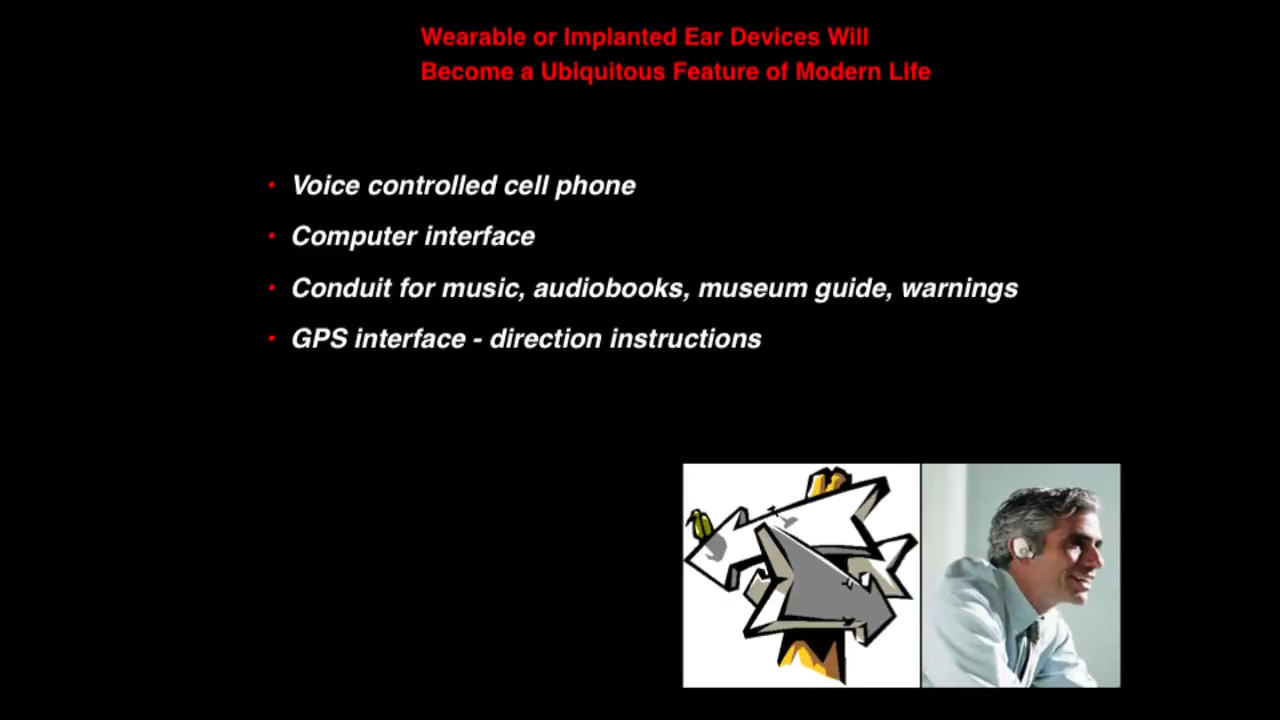 Wearable or Implanted Ear Devices Will
Become a Ubiquitous Feature of Modern Life
• Voice controlled cell phone
• Computer interface
• Conduit for music, audiobooks, museum guide, warnings
• GPS interface - direction instructions